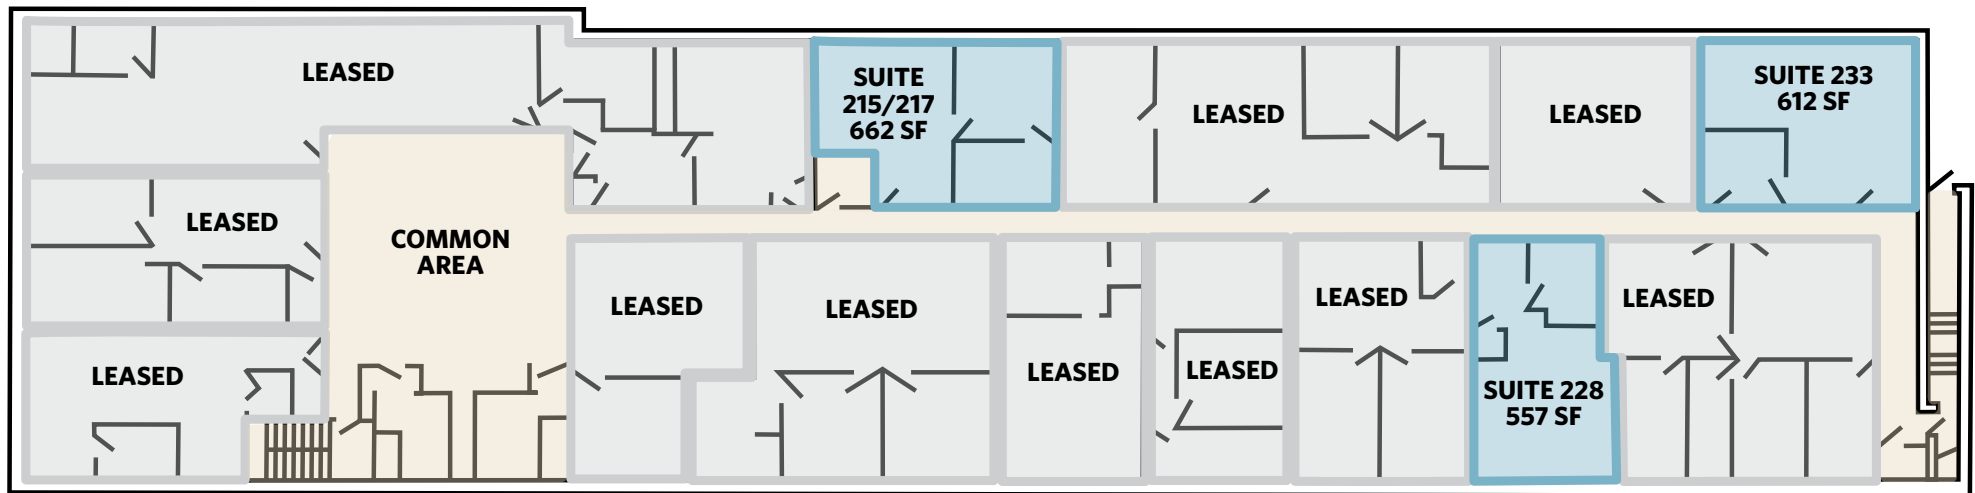 LEASED
SUITE
215/217
662 SF
LEASED
LEASED
SUITE 233
612 SF
LEASED
COMMON
AREA
LEASED
LEASED
LEASED
LEASED
LEASED
LEASED
SUITE 228
557 SF
LEASED
LEASED